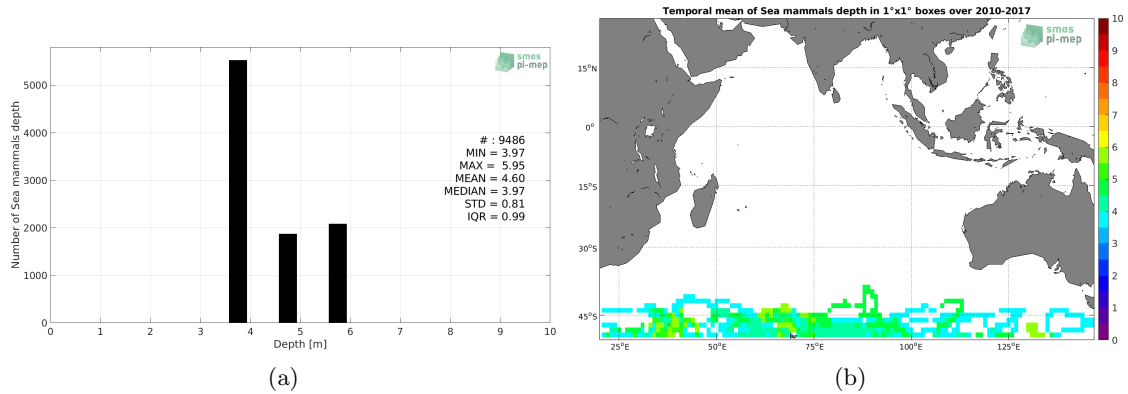 Temporal mean of Sea mammals depth in 1°x1° boxes over 2010-2017
smos
pi-mep
Number of Sea mammals depth
5000
4000
3000
2000
1000
0
# : 9486
MIN = 3.97
MAX = 5.95
MEAN = 4.60
MEDIAN = 3.97
STD = 0.81
IQR = 0.99
0 1 2 3 4 5 6 7 8 9 10
Depth [m]
(a)
smos
pi-mep
15°N
0°
15°S
30°S
45°S
25°E 50°E 75°E 100°E 125°E
10
9
8
7
6
5
4
3
2
1
0
(b)